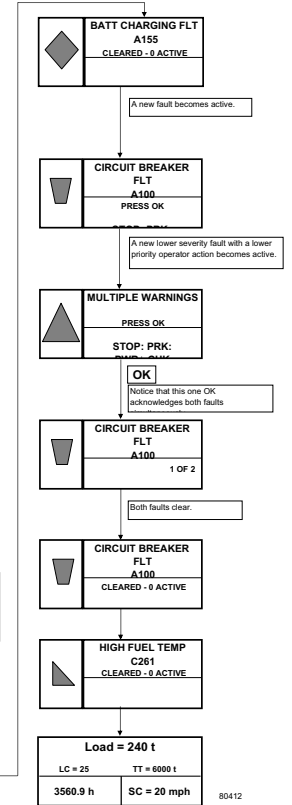 BATT CHARGING FLT
A155
CLEARED - 0 ACTIVE
A new fault becomes active.
CIRCUIT BREAKER
FLT
A100
PRESS OK
A new lower severity fault with a lower
priority operator action becomes active.
MULTIPLE WARNINGS
PRESS OK
STOP: PRK:
OK
Notice that this one OK
acknowledges both faults
CIRCUIT BREAKER
FLT
A100
1 OF 2
Both faults clear.
CIRCUIT BREAKER
FLT
A100
CLEARED - 0 ACTIVE
HIGH FUEL TEMP
C261
CLEARED - 0 ACTIVE
Load = 240 t
LC = 25 TT = 6000 t
3560.9 h SC = 20 mph
80412